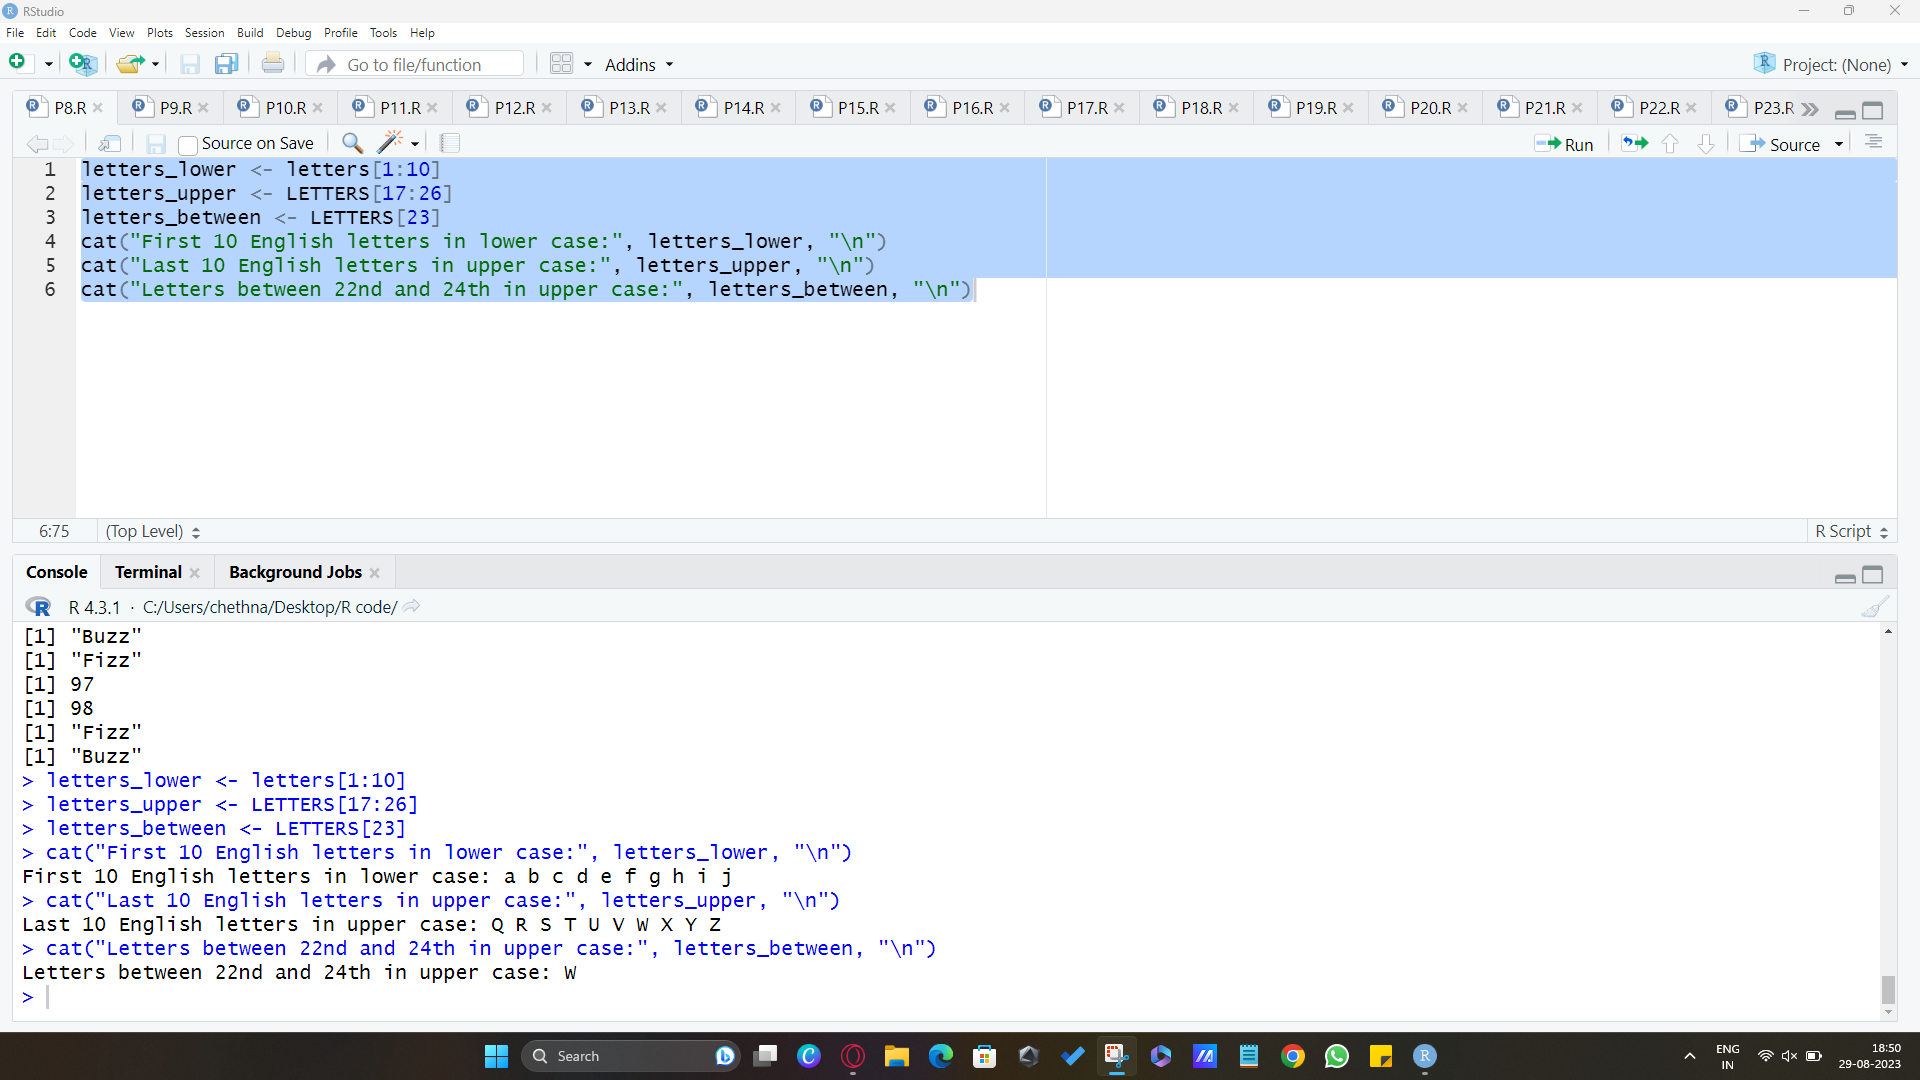 RStudio
File Edit Code View Plots Session Build Debug Profile Tools Help
Go to file/function Addins Project: (None)
P8.R P9.R P10.R P11.R P12.R P13.R P14.R P15.R P16.R P17.R P18.R P19.R P20.R P21.R P22.R P23.R
Source on Save Run Source
1 letters_lower <- letters[1:10]
2 letters_upper <- LETTERS[17:26]
3 letters_between <- LETTERS[23]
4 cat("First 10 English letters in lower case:", letters_lower, "\n")
5 cat("Last 10 English letters in upper case:", letters_upper, "\n")
6 cat("Letters between 22nd and 24th in upper case:", letters_between, "\n")
6:75 (Top Level) R Script
Console Terminal Background Jobs
R 4.3.1 · C:/Users/chethna/Desktop/R code/
[1] "Buzz"
[1] "Fizz"
[1] 97
[1] 98
[1] "Fizz"
[1] "Buzz"
> letters_lower <- letters[1:10]
> letters_upper <- LETTERS[17:26]
> letters_between <- LETTERS[23]
> cat("First 10 English letters in lower case:", letters_lower, "\n")
First 10 English letters in lower case: a b c d e f g h i j
> cat("Last 10 English letters in upper case:", letters_upper, "\n")
Last 10 English letters in upper case: Q R S T U V W X Y Z
> cat("Letters between 22nd and 24th in upper case:", letters_between, "\n")
Letters between 22nd and 24th in upper case: W
>
Search ENG 18:50
IN 29-08-2023